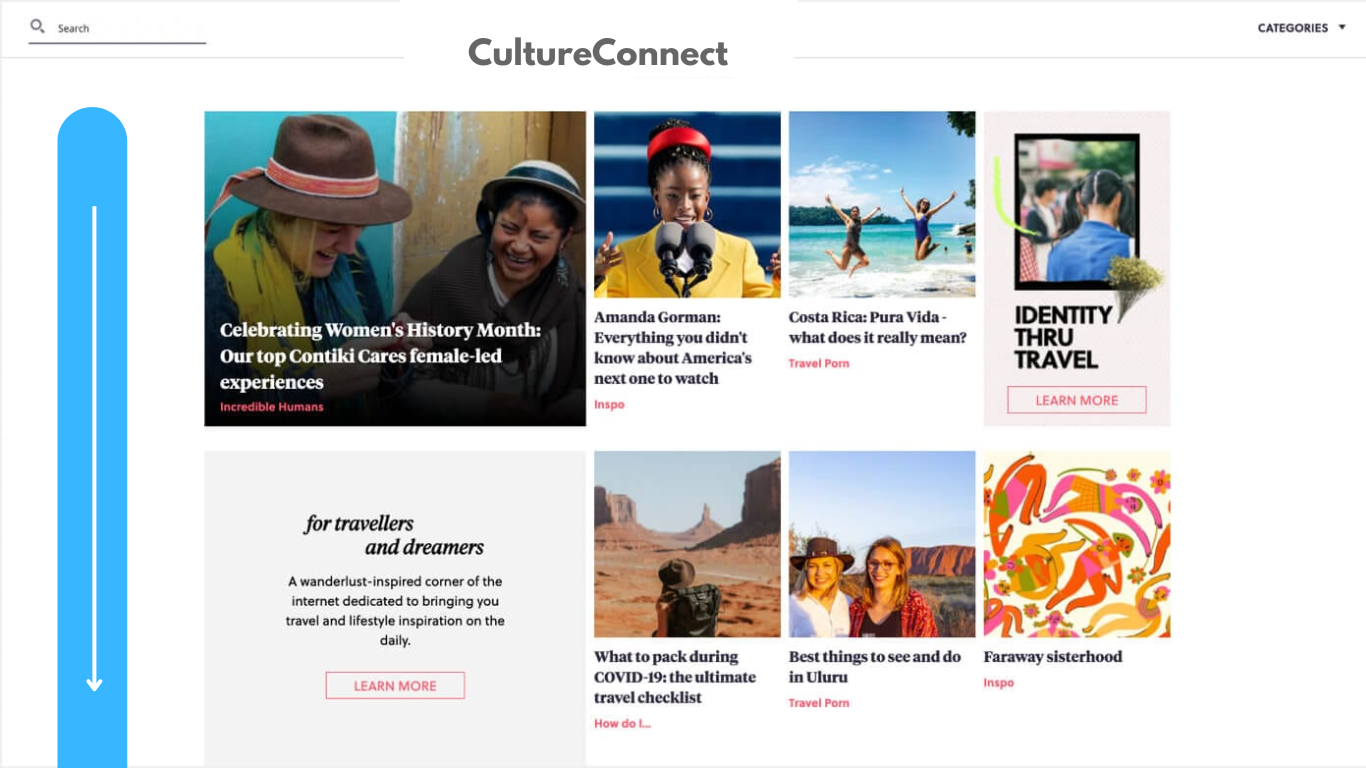 Search
CultureConnect
CATEGORIES
Celebrating Women's History Month:
Our top Contiki Cares female-led
experiences
Incredible Humans
Amanda Gorman:
Everything you didn't
know about America's
next one to watch
Inspo
Costa Rica: Pura Vida -
what does it really mean?
Travel Porn
IDENTITY
THRU
TRAVEL
LEARN MORE
for travellers
and dreamers
A wanderlust-inspired corner of the
internet dedicated to bringing you
travel and lifestyle inspiration on the
daily.
LEARN MORE
What to pack during
COVID-19: the ultimate
travel checklist
How do I...
Best things to see and do
in Uluru
Travel Porn
Faraway sisterhood
Inspo